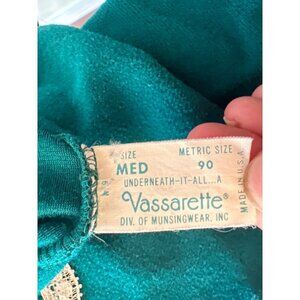 SIZE METRIC SIZE
MED 90
UNDERNEATH-IT-ALL...A
Vassarette®
DIV. OF MUNSINGWEAR, INC
MADE IN U.S.A.